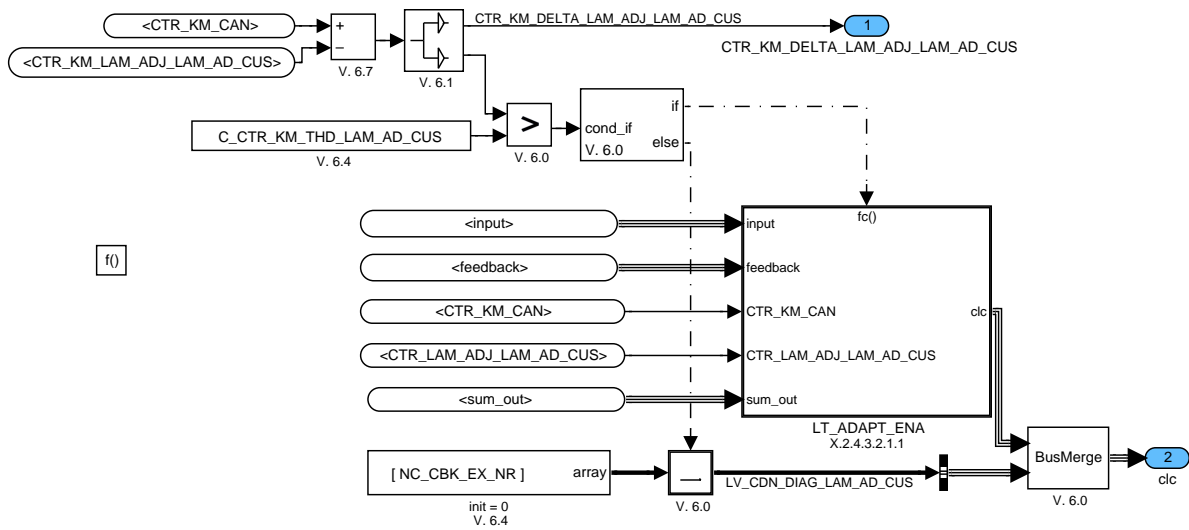 <CTR_KM_CAN>
+
<CTR_KM_LAM_ADJ_LAM_AD_CUS>
−
V. 6.7
V. 6.1
CTR_KM_DELTA_LAM_ADJ_LAM_AD_CUS
1
CTR_KM_DELTA_LAM_ADJ_LAM_AD_CUS
C_CTR_KM_THD_LAM_AD_CUS
V. 6.4
>
V. 6.0
if
cond_if
else
V. 6.0
fc()
<input>
input
f()
<feedback>
feedback
<CTR_KM_CAN>
CTR_KM_CAN
clc
<CTR_LAM_ADJ_LAM_AD_CUS>
CTR_LAM_ADJ_LAM_AD_CUS
<sum_out>
sum_out
LT_ADAPT_ENA
X.2.4.3.2.1.1
[ NC_CBK_EX_NR ]
array
init = 0
V. 6.4
V. 6.0
LV_CDN_DIAG_LAM_AD_CUS
BusMerge
V. 6.0
2
clc